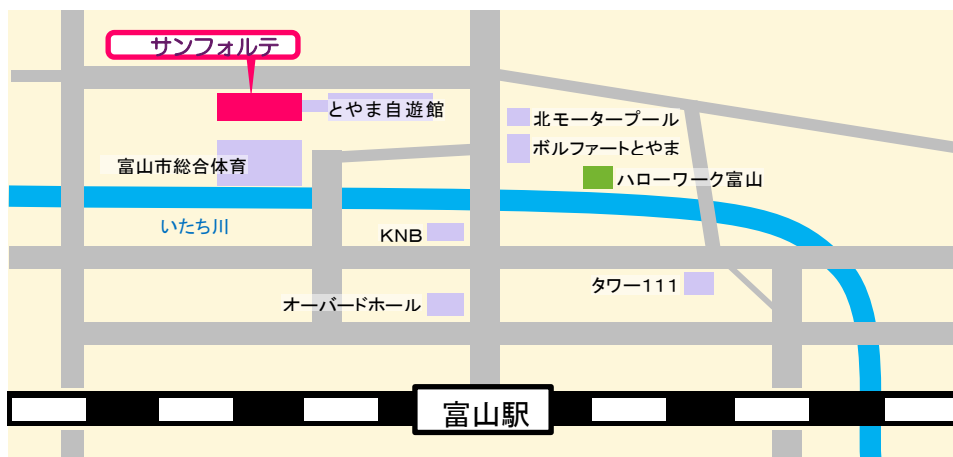 サンフォルテ
とやま自遊館
北モータープール
ボルファートとやま
富山市総合体育
ハローワーク富山
いたち川
KNB
タワー111
オーバードホール
富山駅